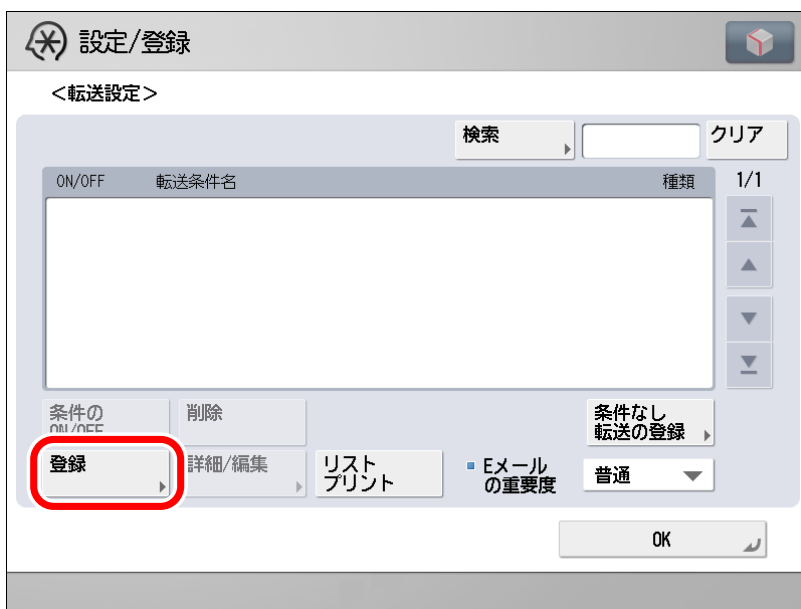 設定/登録
<転送設定>
検索
クリア
ON/OFF 転送条件名 種類 1/1
条件の
ON/OFF
削除
条件なし
転送の登録
登録
詳細/編集
リスト
プリント
Eメール
の重要度
普通
OK